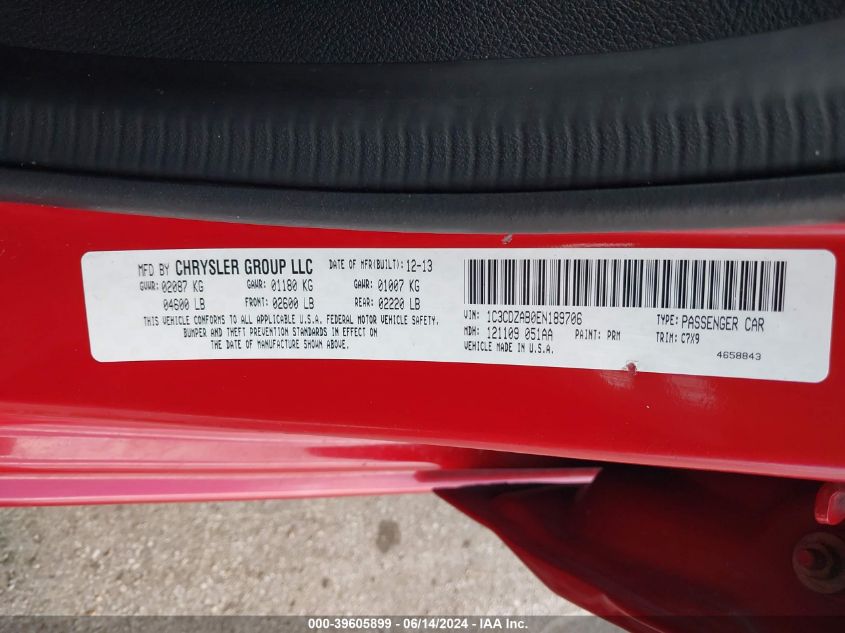 MFD BY CHRYSLER GROUP LLC DATE OF MFR(BUILT): 12-13
GVWR: 02087 KG GAWR: 01180 KG GAWR: 01007 KG
04600 LB FRONT: 02600 LB REAR: 02220 LB
THIS VEHICLE CONFORMS TO ALL APPLICABLE U.S.A. FEDERAL MOTOR VEHICLE SAFETY,
BUMPER AND THEFT PREVENTION STANDARDS IN EFFECT ON
THE DATE OF MANUFACTURE SHOWN ABOVE.
VIN: 1C3CDZAB0EN189706 TYPE: PASSENGER CAR
MDH: 121109 051AA PAINT: PRM TRIM: C7X9
VEHICLE MADE IN U.S.A. 4658843
000-39605899 - 06/14/2024 - IAA Inc.